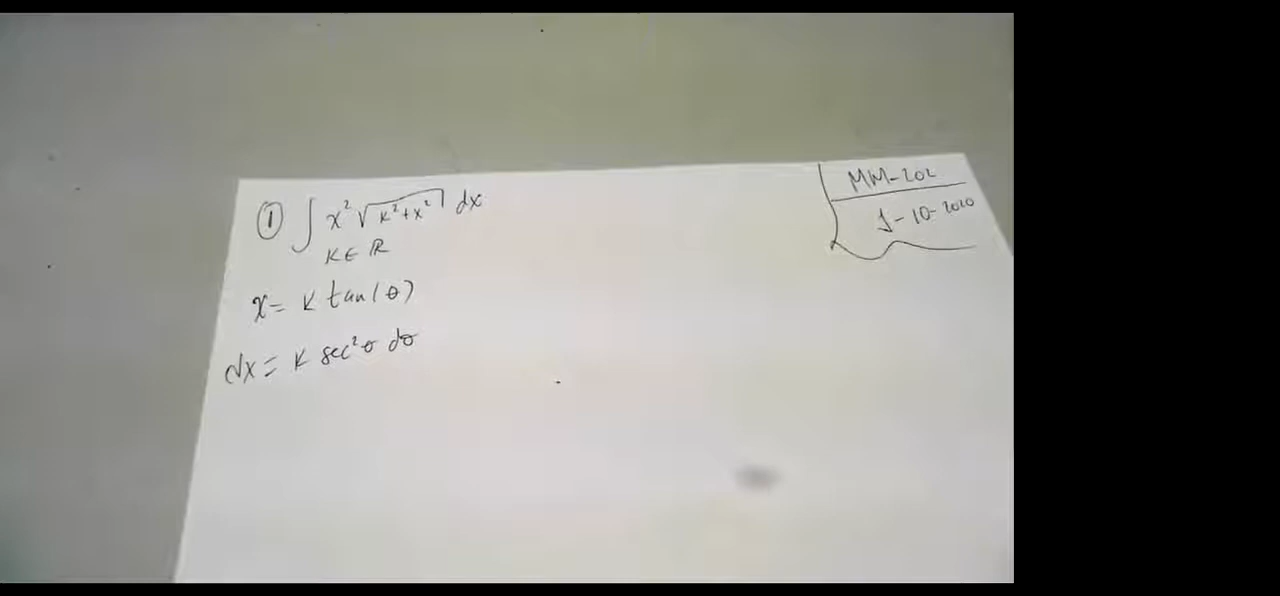 ① ∫ x² √(k²+x²) dx
K ∈ ℝ
x = k tan(θ)
dx = k sec²θ dθ
MM-202
1-10-2020